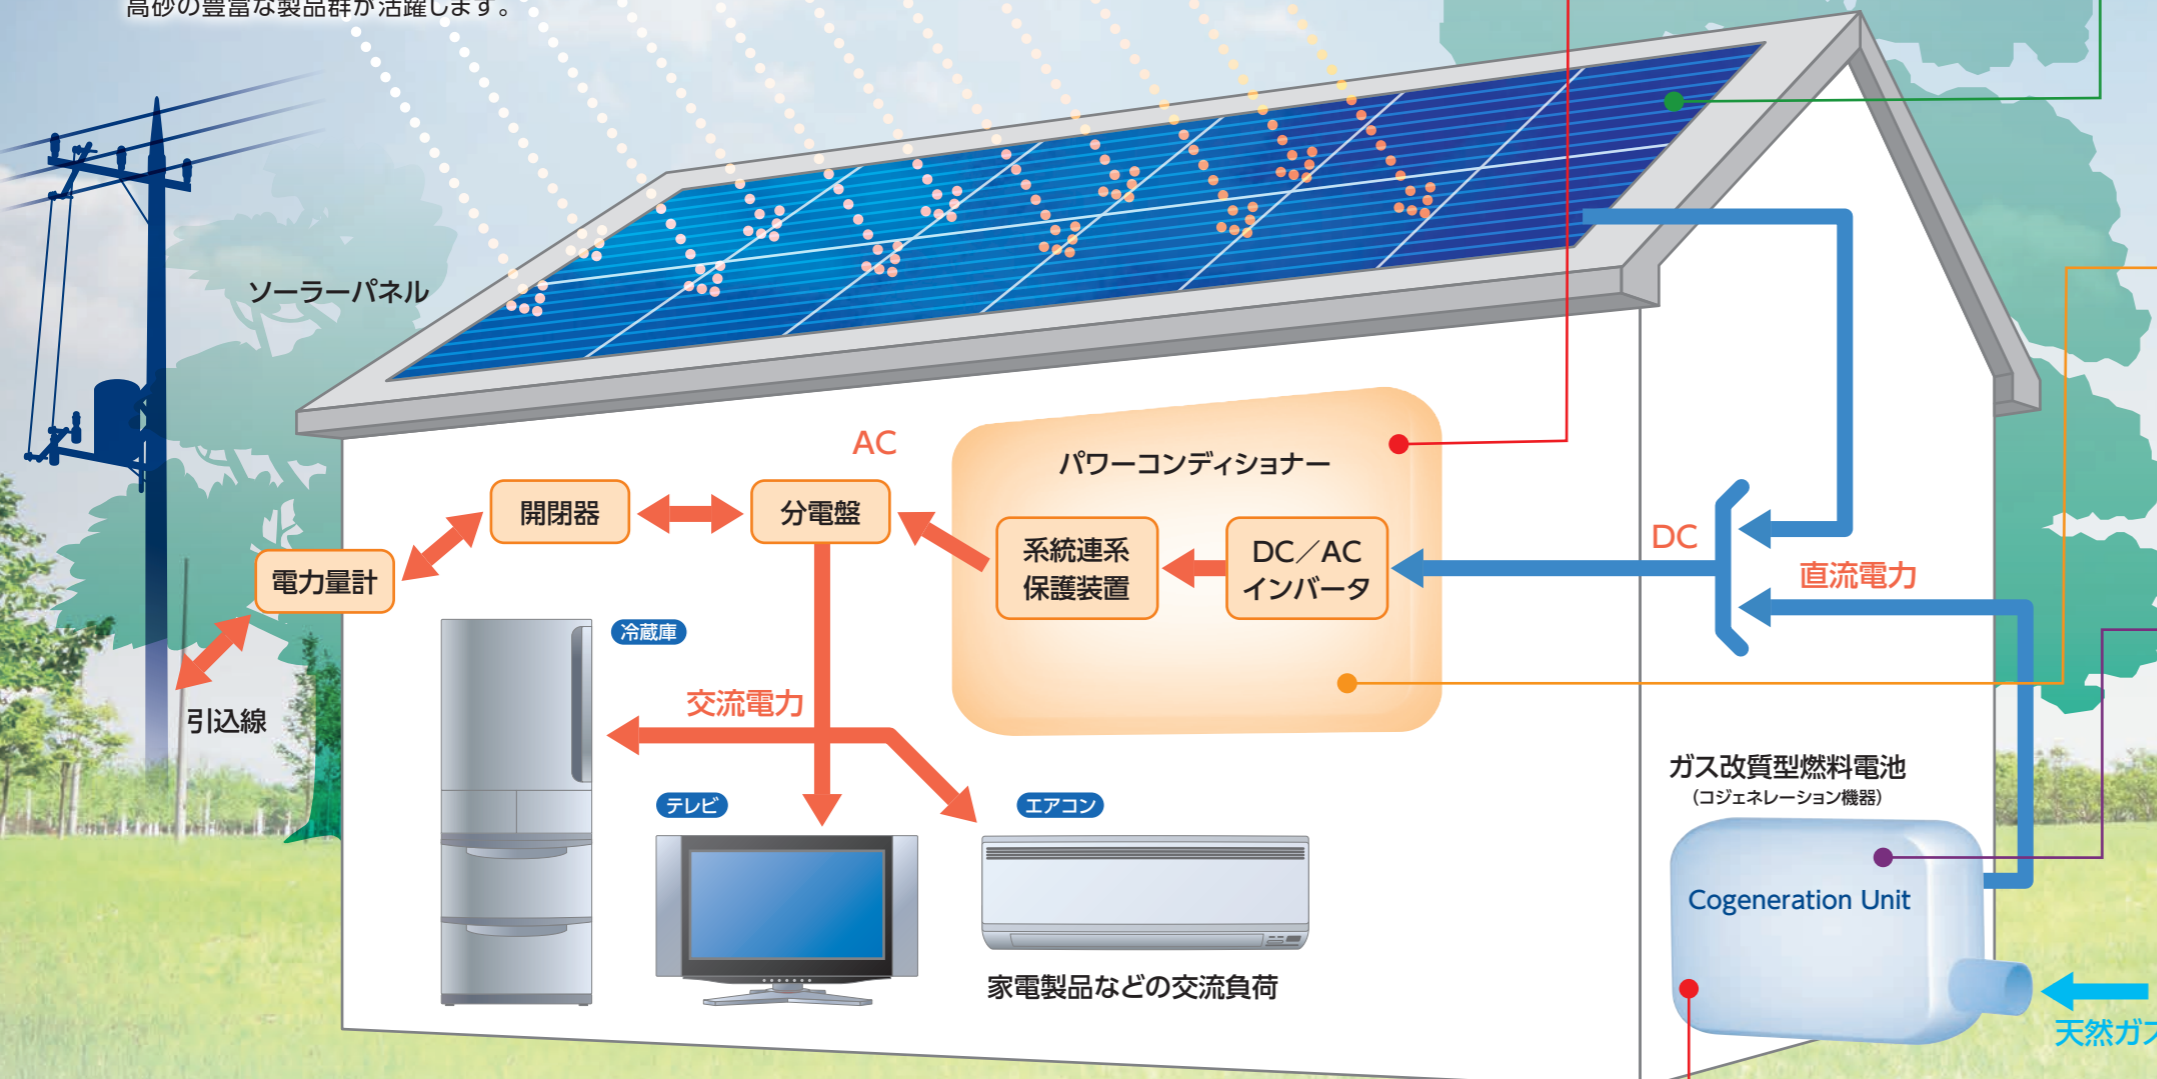 高砂の豊富な製品群が活躍します。
ソーラーパネル
AC
パワーコンディショナー
開閉器
分電盤
系統連系
保護装置
DC／AC
インバータ
DC
直流電力
電力量計
冷蔵庫
交流電力
引込線
テレビ
エアコン
ガス改質型燃料電池
（コジェネレーション機器）
Cogeneration Unit
家電製品などの交流負荷
天然ガス